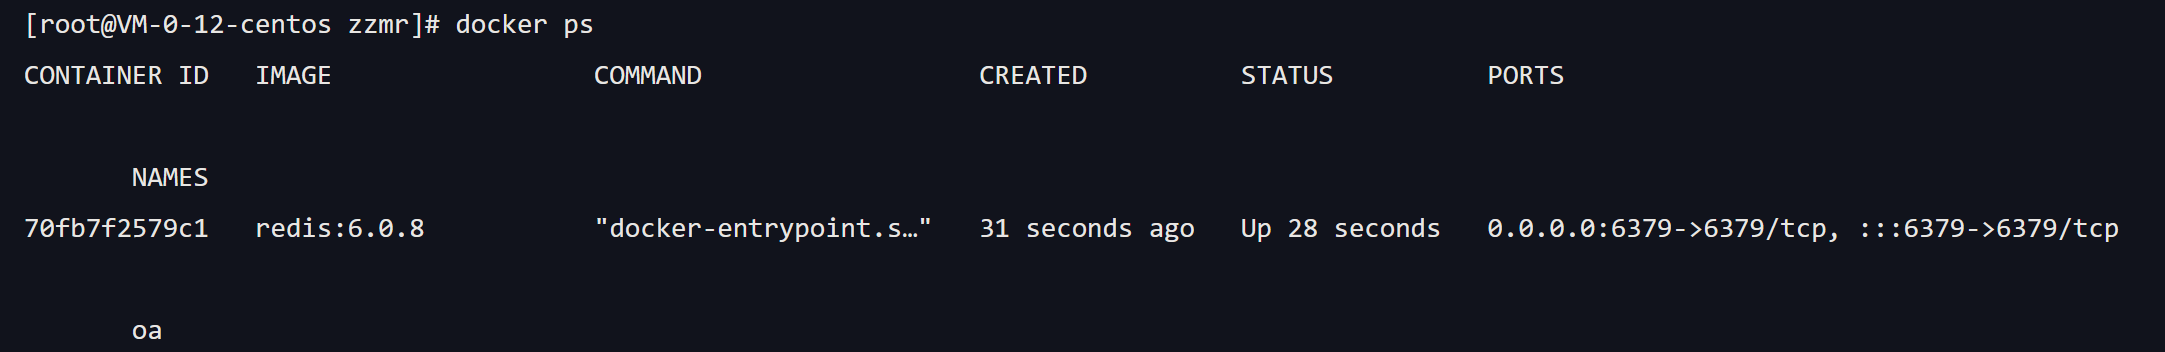 [root@VM-0-12-centos zzmr]# docker ps
CONTAINER ID   IMAGE                 COMMAND                  CREATED          STATUS          PORTS
       NAMES
70fb7f2579c1   redis:6.0.8           "docker-entrypoint.s…"   31 seconds ago   Up 28 seconds   0.0.0.0:6379->6379/tcp, :::6379->6379/tcp
       oa